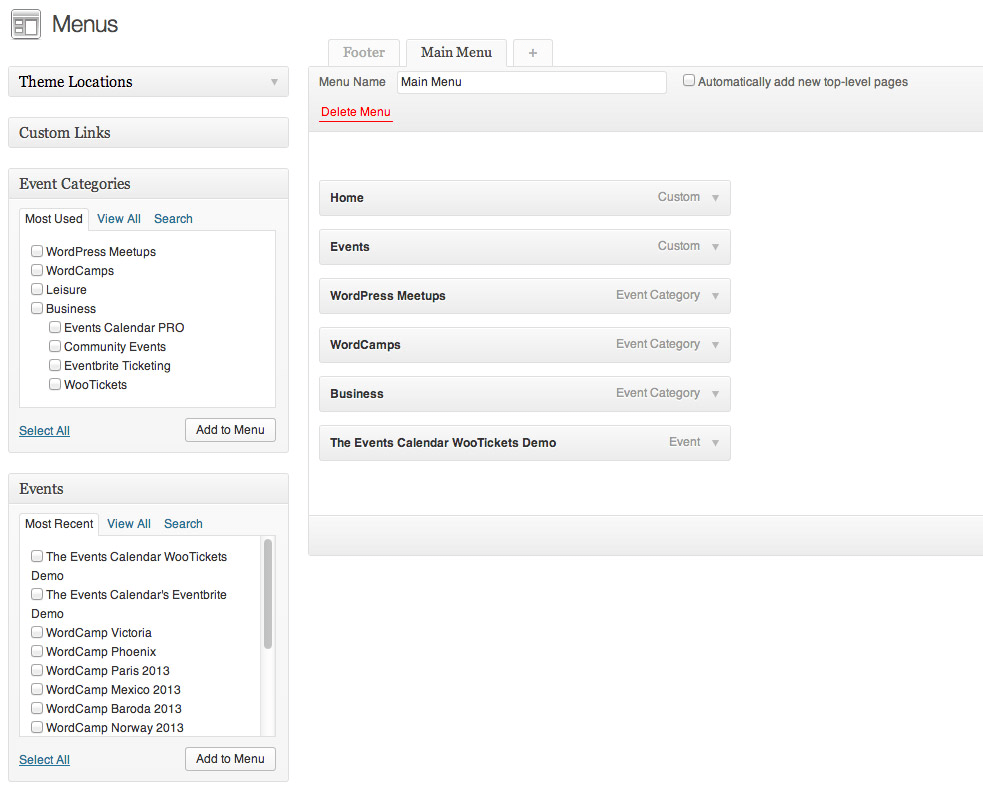 Menus
Theme Locations
Custom Links
Event Categories
Most Used View All Search
WordPress Meetups
WordCamps
Leisure
Business
Events Calendar PRO
Community Events
Eventbrite Ticketing
WooTickets
Select All Add to Menu
Events
Most Recent View All Search
The Events Calendar WooTickets
Demo
The Events Calendar's Eventbrite
Demo
WordCamp Victoria
WordCamp Phoenix
WordCamp Paris 2013
WordCamp Mexico 2013
WordCamp Baroda 2013
WordCamp Norway 2013
Select All Add to Menu
Footer Main Menu +
Menu Name Main Menu Automatically add new top-level pages
Delete Menu
Home Custom
Events Custom
WordPress Meetups Event Category
WordCamps Event Category
Business Event Category
The Events Calendar WooTickets Demo Event